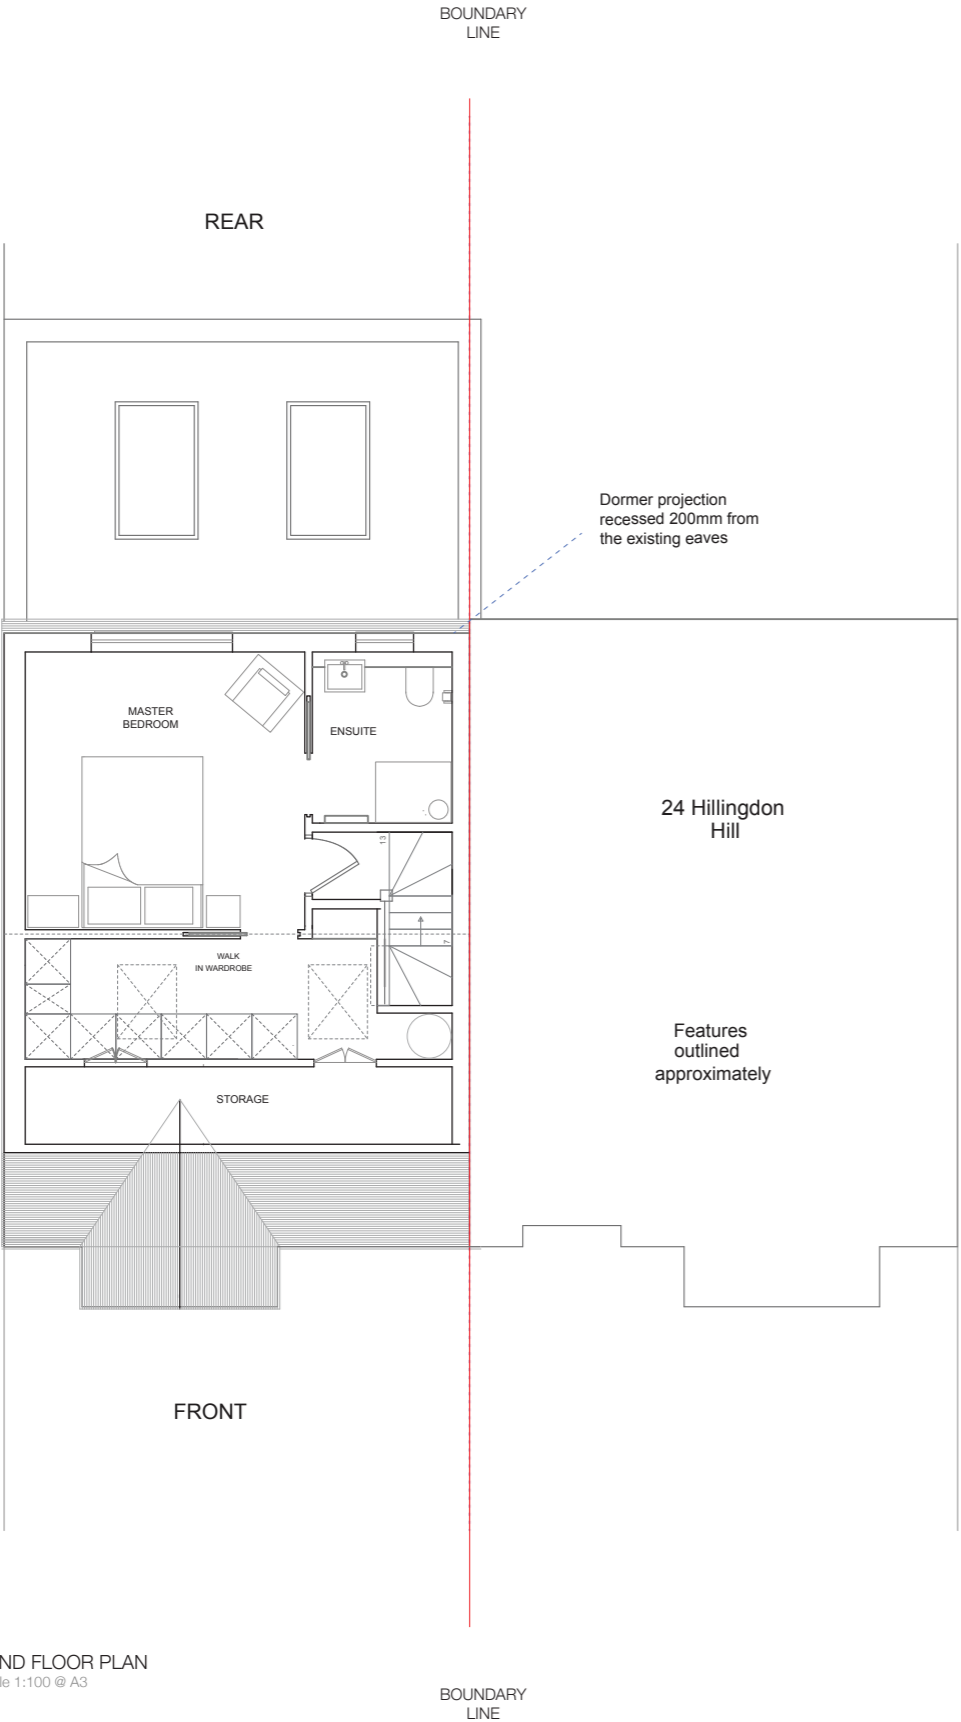 BOUNDARY
LINE
REAR
Dormer projection
recessed 200mm from
the existing eaves
MASTER
BEDROOM
ENSUITE
13
24 Hillingdon
Hill
7
WALK
IN WARDROBE
Features
outlined
approximately
STORAGE
FRONT
ND FLOOR PLAN
le 1:100 @ A3
BOUNDARY
LINE